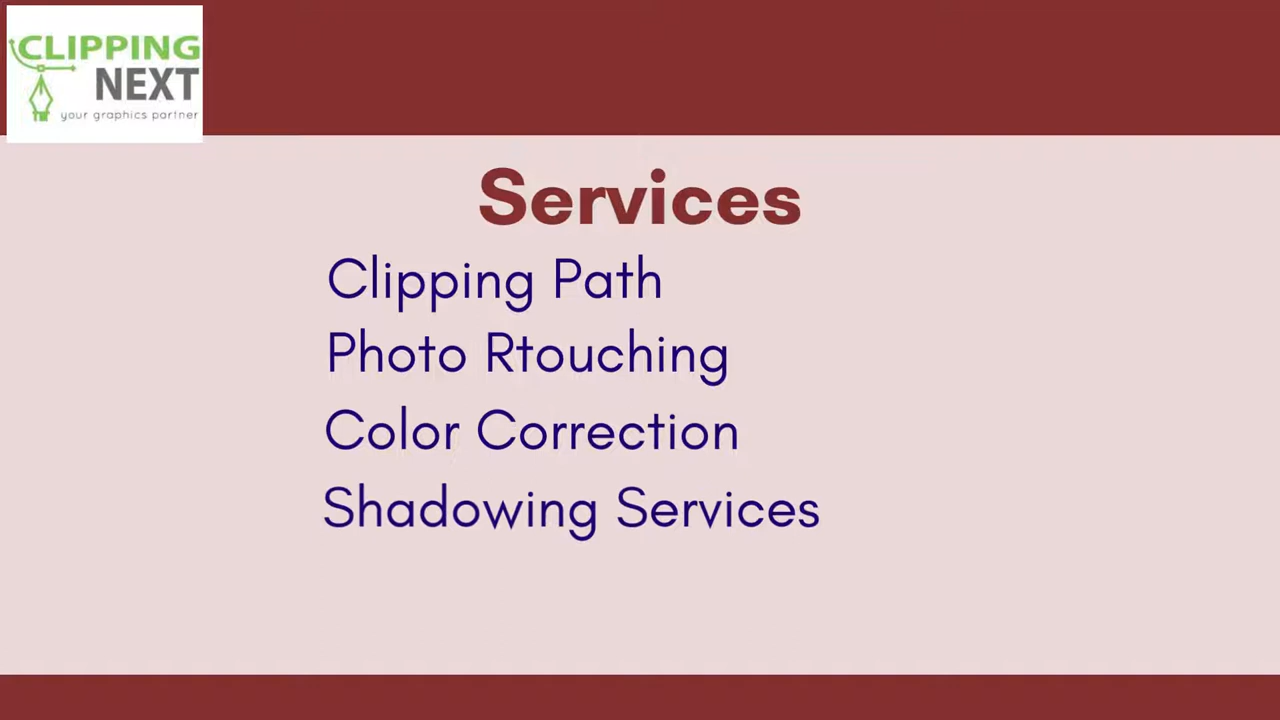 CLIPPING
NEXT
your graphics partner
Services
Clipping Path
Photo Rtouching
Color Correction
Shadowing Services